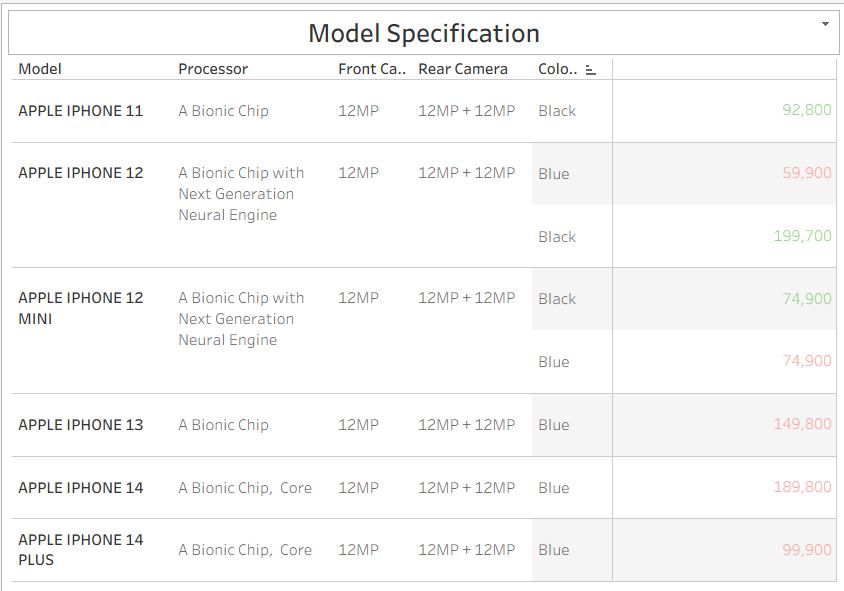 Model Specification
Model Processor Front Ca.. Rear Camera Colo..
APPLE IPHONE 11 A Bionic Chip 12MP 12MP + 12MP Black 92,800
APPLE IPHONE 12 A Bionic Chip with 12MP 12MP + 12MP Blue 59,900
Next Generation
Neural Engine
Black 199,700
APPLE IPHONE 12 A Bionic Chip with 12MP 12MP + 12MP Black 74,900
MINI Next Generation
Neural Engine
Blue 74,900
APPLE IPHONE 13 A Bionic Chip 12MP 12MP + 12MP Blue 149,800
APPLE IPHONE 14 A Bionic Chip,  Core 12MP 12MP + 12MP Blue 189,800
APPLE IPHONE 14
PLUS A Bionic Chip,  Core 12MP 12MP + 12MP Blue 99,900